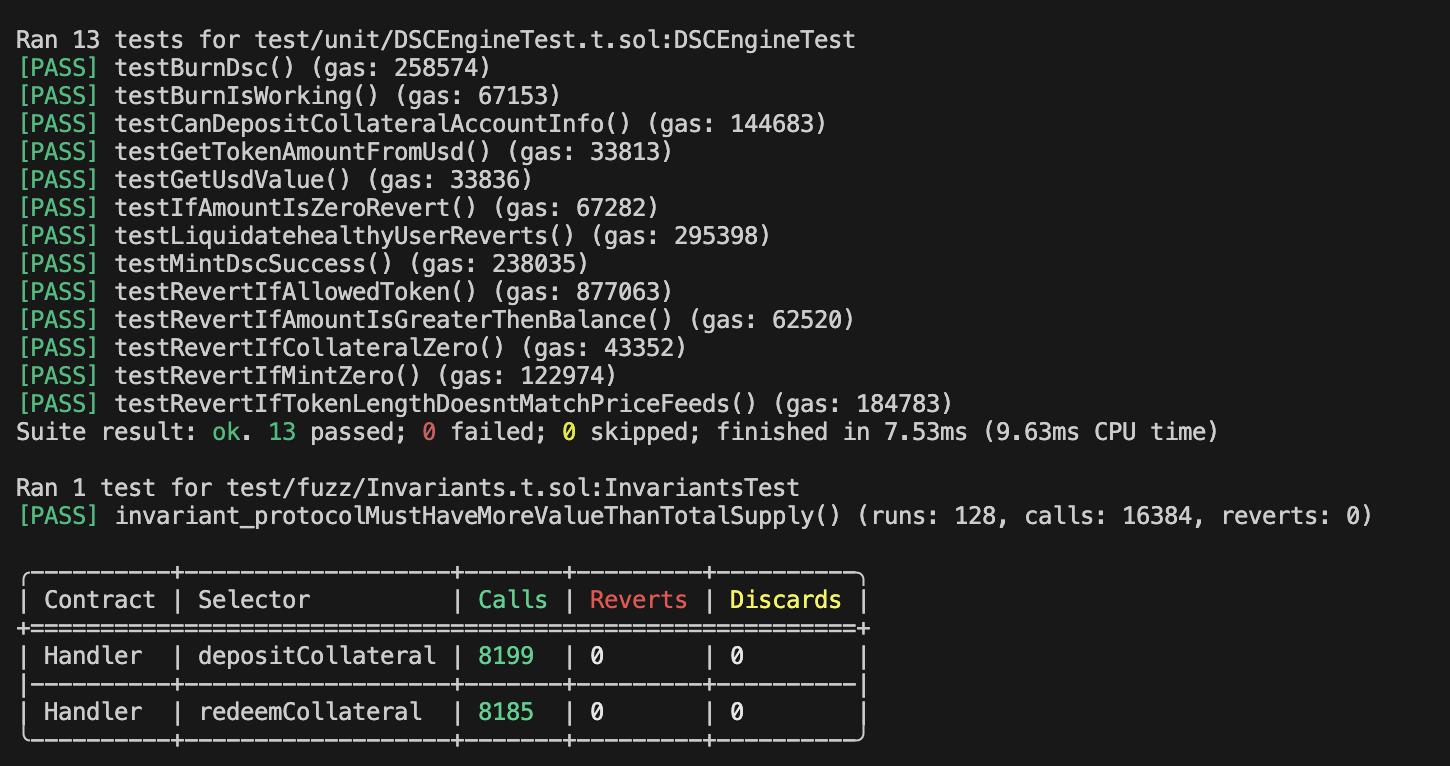 Ran 13 tests for test/unit/DSCEngineTest.t.sol:DSCEngineTest
[PASS] testBurnDsc() (gas: 258574)
[PASS] testBurnIsWorking() (gas: 67153)
[PASS] testCanDepositCollateralAccountInfo() (gas: 144683)
[PASS] testGetTokenAmountFromUsd() (gas: 33813)
[PASS] testGetUsdValue() (gas: 33836)
[PASS] testIfAmountIsZeroRevert() (gas: 67282)
[PASS] testLiquidatehealthyUserReverts() (gas: 295398)
[PASS] testMintDscSuccess() (gas: 238035)
[PASS] testRevertIfAllowedToken() (gas: 877063)
[PASS] testRevertIfAmountIsGreaterThenBalance() (gas: 62520)
[PASS] testRevertIfCollateralZero() (gas: 43352)
[PASS] testRevertIfMintZero() (gas: 122974)
[PASS] testRevertIfTokenLengthDoesntMatchPriceFeeds() (gas: 184783)
Suite result: ok. 13 passed; 0 failed; 0 skipped; finished in 7.53ms (9.63ms CPU time)
Ran 1 test for test/fuzz/Invariants.t.sol:InvariantsTest
[PASS] invariant_protocolMustHaveMoreValueThanTotalSupply() (runs: 128, calls: 16384, reverts: 0)
| Contract | Selector | Calls | Reverts | Discards |
| Handler | depositCollateral | 8199 | 0 | 0 |
| Handler | redeemCollateral | 8185 | 0 | 0 |